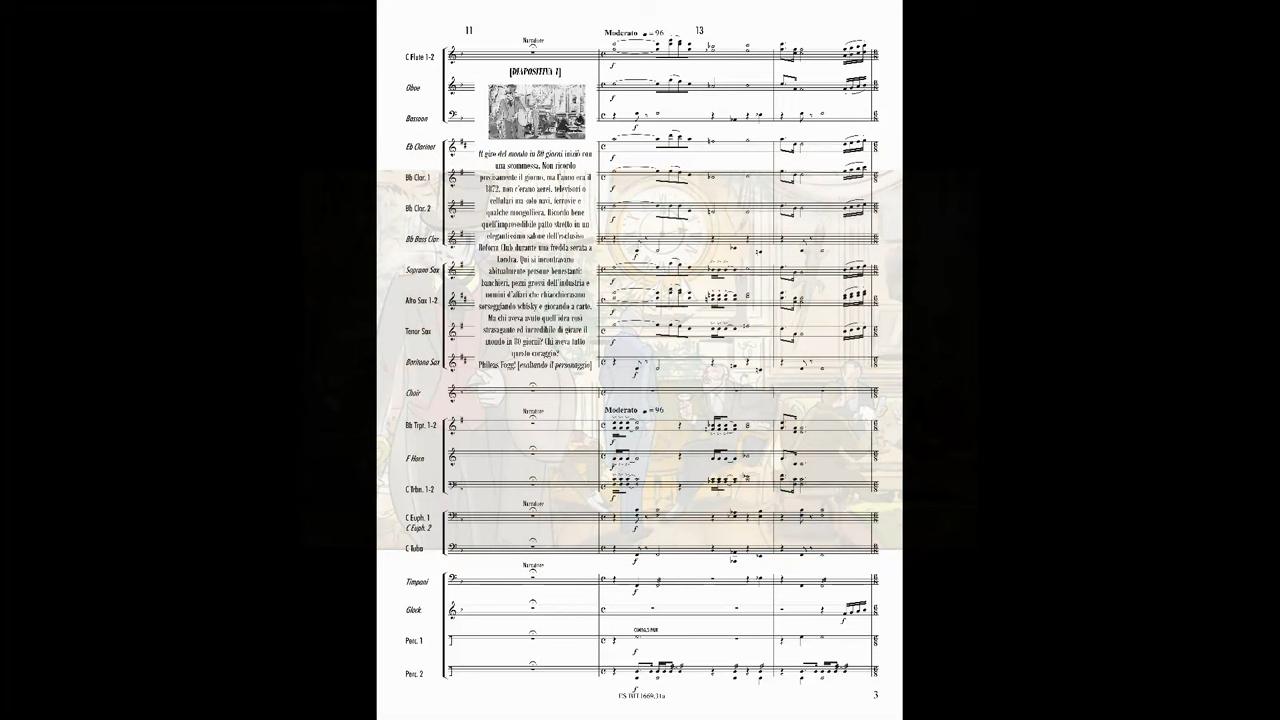 11
13
Narratore
Moderato = 96
C Flute 1-2
[DIAPOSITIVA 1]
Oboe
Bassoon
Eb Clarinet
Il giro del mondo in 80 giorni iniziò con
una scommessa. Non ricordo
Bb Clar. 1
precisamente il giorno, ma l'anno era il
1872, non c'erano aerei, televisori o
cellulari ma solo navi, ferrovie e
Bb Clar. 2
qualche mongolfiera. Ricordo bene
quell'imprevedibile patto stretto in un
elegantissimo salone dell'esclusivo
Bb Bass Clar.
Reform Club durante una fredda serata a
Londra. Qui si incontravano
Soprano Sax
abitualmente persone benestanti:
banchieri, pezzi grossi dell'industria e
uomini d'affari che chiacchieravano
Alto Sax 1-2
sorseggiando whisky e giocando a carte.
Ma chi aveva avuto quell'idea così
Tenor Sax
stravagante ed incredibile di girare il
mondo in 80 giorni? Chi aveva tutto
questo coraggio?
Baritone Sax
Phileas Fogg! [esaltando il personaggio]
Choir
Narratore
Moderato = 96
Bb Trpt. 1-2
F Horn
C Trbn. 1-2
Narratore
C Euph. 1
C Euph. 2
C Tuba
Narratore
Timpani
Glock.
Perc. 1
Perc. 2
3